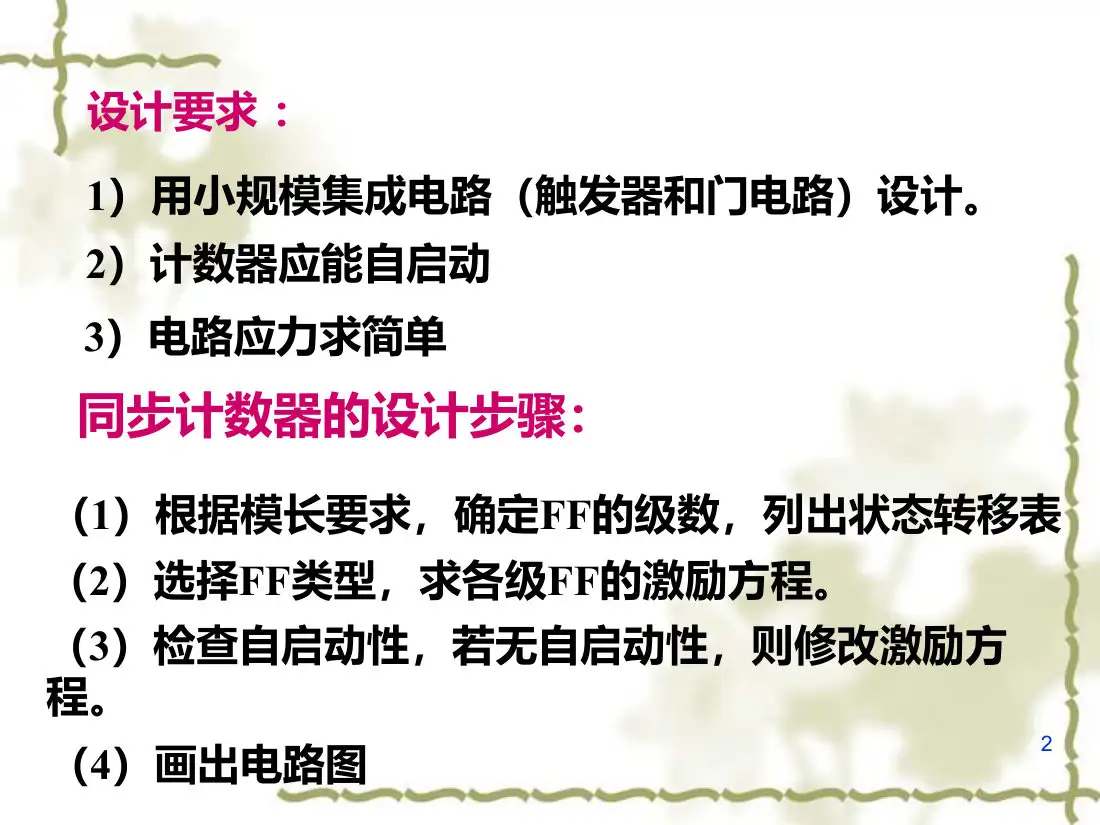 设计要求：
1）用小规模集成电路（触发器和门电路）设计。
2）计数器应能自启动
3）电路应力求简单
同步计数器的设计步骤：
（1）根据模长要求，确定FF的级数，列出状态转移表
（2）选择FF类型，求各级FF的激励方程。
（3）检查自启动性，若无自启动性，则修改激励方
程。
（4）画出电路图
2